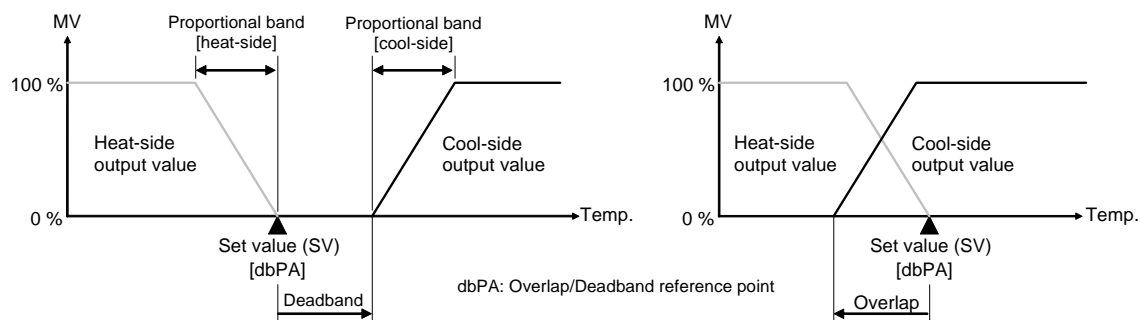 MV
Proportional band
[heat-side]
Proportional band
[cool-side]
100 %
Heat-side
output value
Cool-side
output value
0 %
Temp.
Set value (SV)
[dbPA]
Deadband
MV
100 %
Heat-side
output value
Cool-side
output value
0 %
Temp.
Set value (SV)
[dbPA]
Overlap
dbPA: Overlap/Deadband reference point